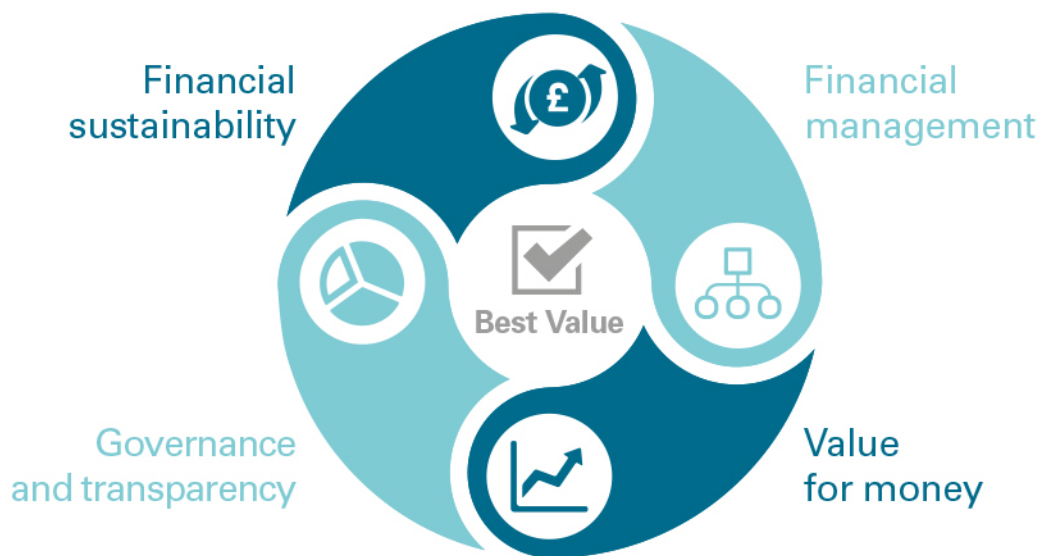 Financial
sustainability
Financial
management
£
Best Value
Governance
and transparency
Value
for money